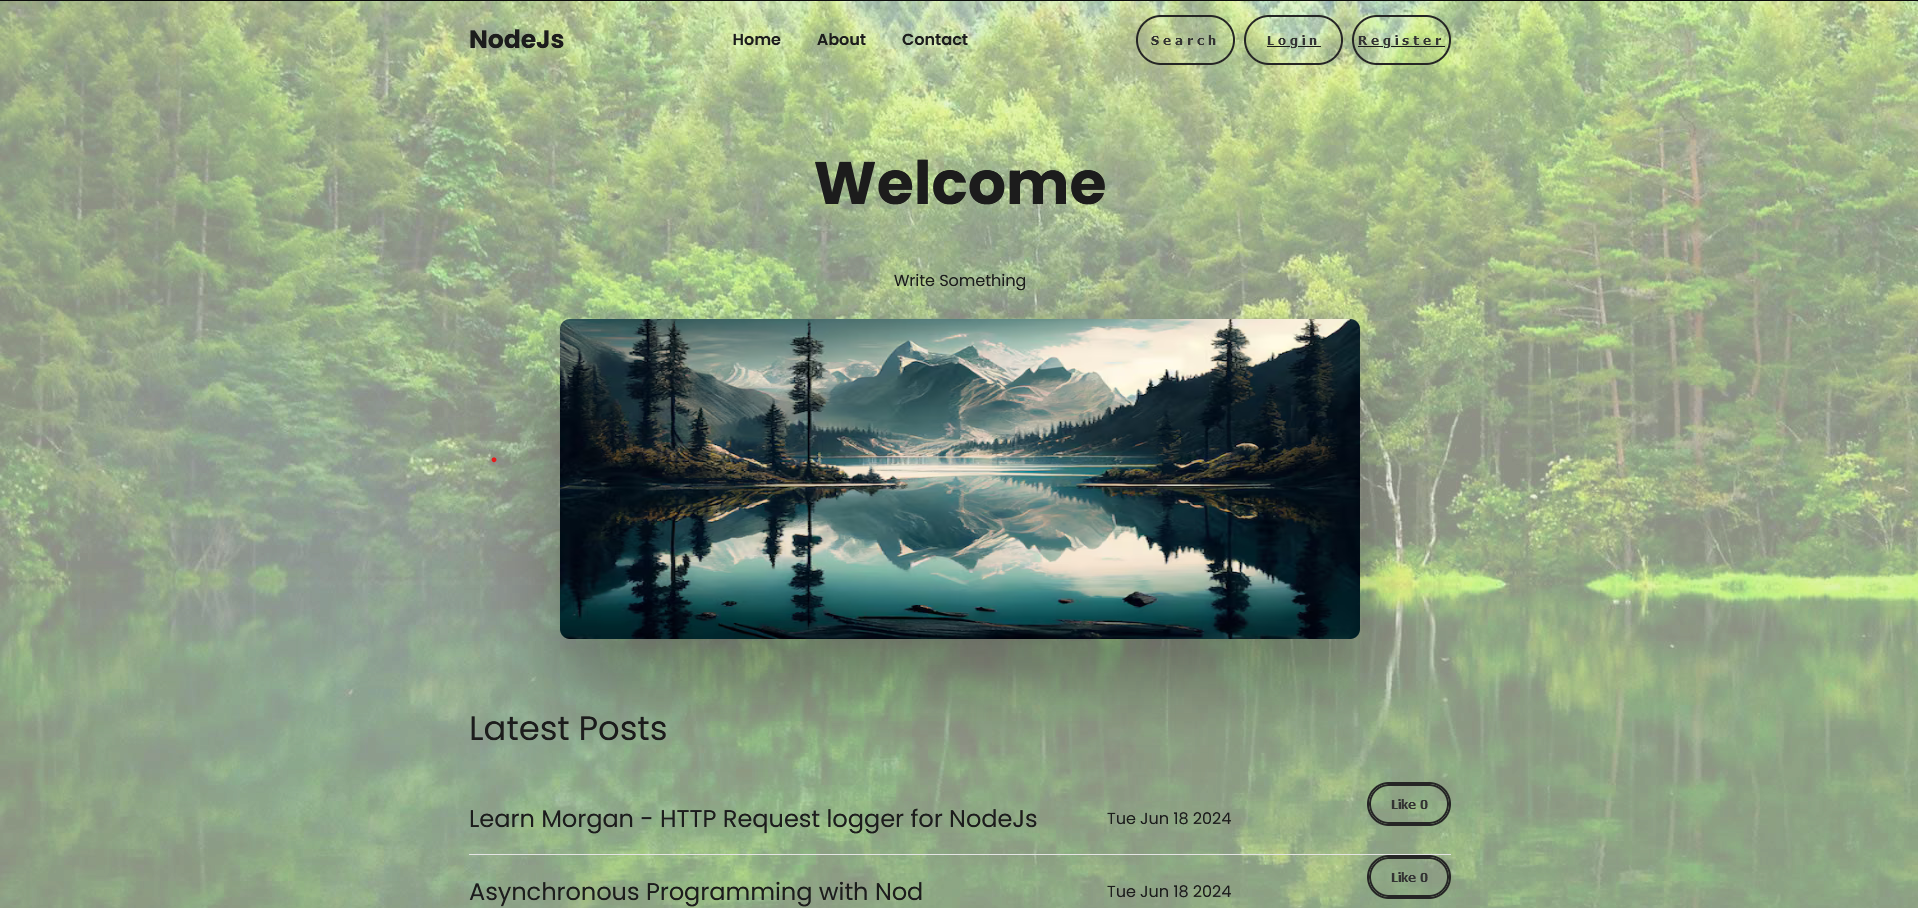 NodeJs Home About Contact Search Login Register
Welcome
Write Something
Latest Posts
Learn Morgan - HTTP Request logger for NodeJs Tue Jun 18 2024 Like 0
Asynchronous Programming with Nod Tue Jun 18 2024 Like 0